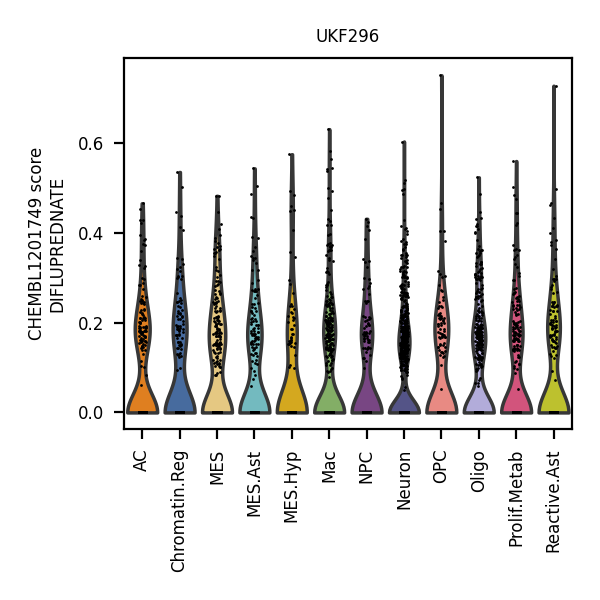 UKF296
CHEMBL1201749 score
DIFLUPREDNATE
0.6
0.4
0.2
0.0
AC
Chromatin.Reg
MES
MES.Ast
MES.Hyp
Mac
NPC
Neuron
OPC
Oligo
Prolif.Metab
Reactive.Ast